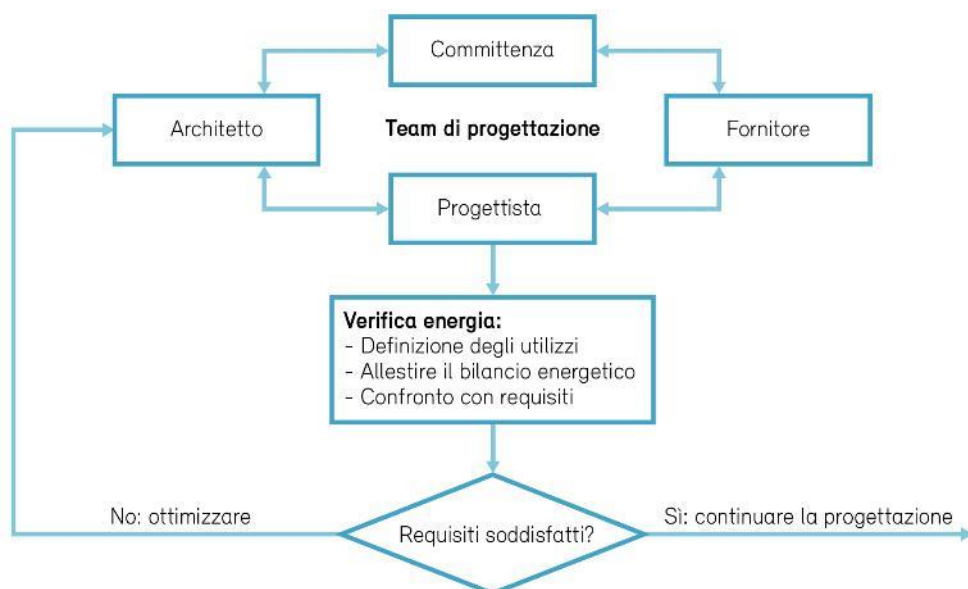 Committenza
Architetto
Team di progettazione
Fornitore
Progettista
Verifica energia:
- Definizione degli utilizzi
- Allestire il bilancio energetico
- Confronto con requisiti
No: ottimizzare
Sì: continuare la progettazione
Requisiti soddisfatti?